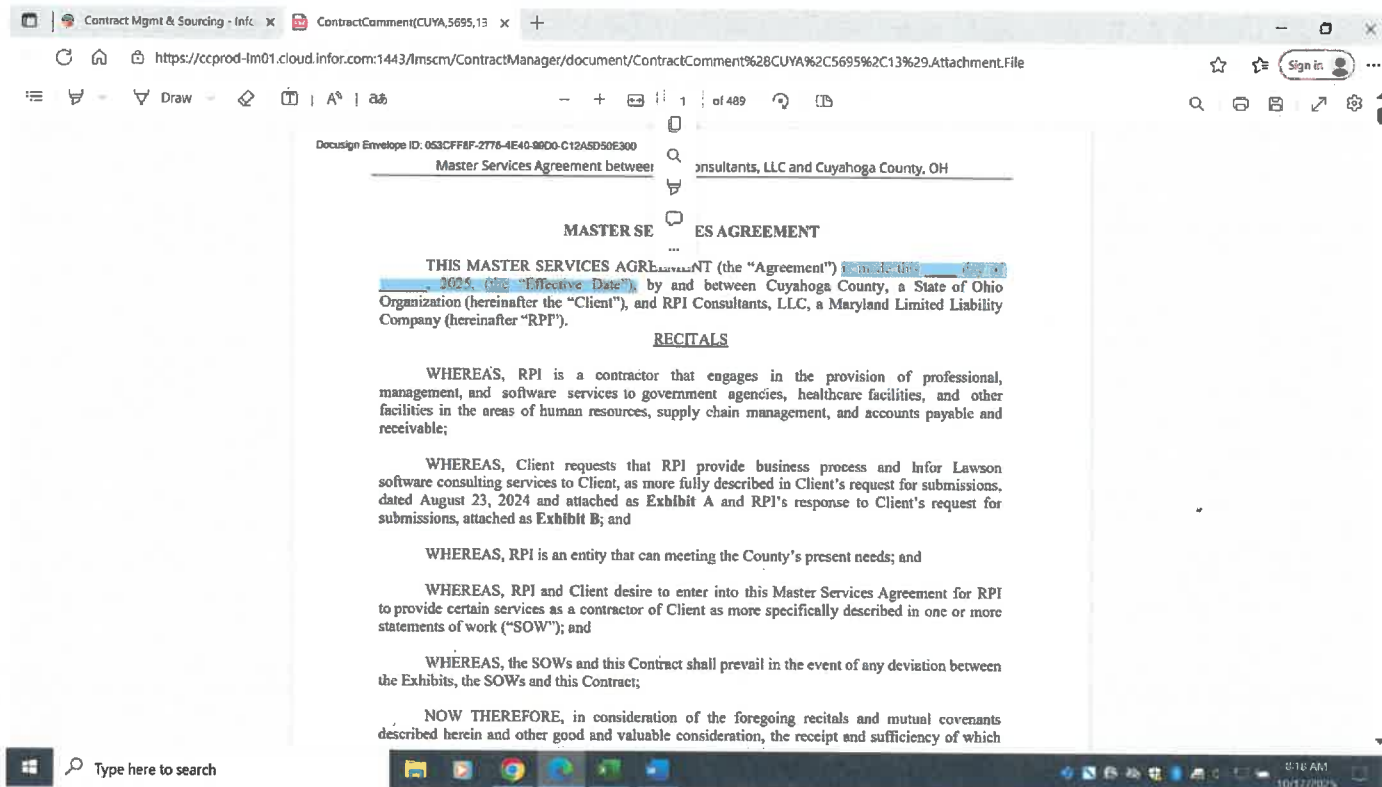 Contract Mgmt & Sourcing - Infc
ContractComment(CUYA,5695,13
https://ccprod-lm01.cloud.infor.com:1443/lmscm/ContractManager/document/ContractComment%28CUYA%2C5695%2C13%29.Attachment.File
Sign in
Draw
1 of 489
Docusign Envelope ID: 053CFF8F-2776-4E40-99D0-C12A5D50E300
Master Services Agreement between onsultants, LLC and Cuyahoga County, OH
MASTER SE ES AGREEMENT
THIS MASTER SERVICES AGREEMENT (the “Agreement”) is made this ____ day of
_____, 2025, (the “Effective Date”), by and between Cuyahoga County, a State of Ohio
Organization (hereinafter the “Client”), and RPI Consultants, LLC, a Maryland Limited Liability
Company (hereinafter “RPI”).
RECITALS
WHEREAS, RPI is a contractor that engages in the provision of professional,
management, and software services to government agencies, healthcare facilities, and other
facilities in the areas of human resources, supply chain management, and accounts payable and
receivable;
WHEREAS, Client requests that RPI provide business process and Infor Lawson
software consulting services to Client, as more fully described in Client’s request for submissions,
dated August 23, 2024 and attached as Exhibit A and RPI’s response to Client’s request for
submissions, attached as Exhibit B; and
WHEREAS, RPI is an entity that can meeting the County’s present needs; and
WHEREAS, RPI and Client desire to enter into this Master Services Agreement for RPI
to provide certain services as a contractor of Client as more specifically described in one or more
statements of work (“SOW”); and
WHEREAS, the SOWs and this Contract shall prevail in the event of any deviation between
the Exhibits, the SOWs and this Contract;
NOW THEREFORE, in consideration of the foregoing recitals and mutual covenants
described herein and other good and valuable consideration, the receipt and sufficiency of which
Type here to search
8:16 AM